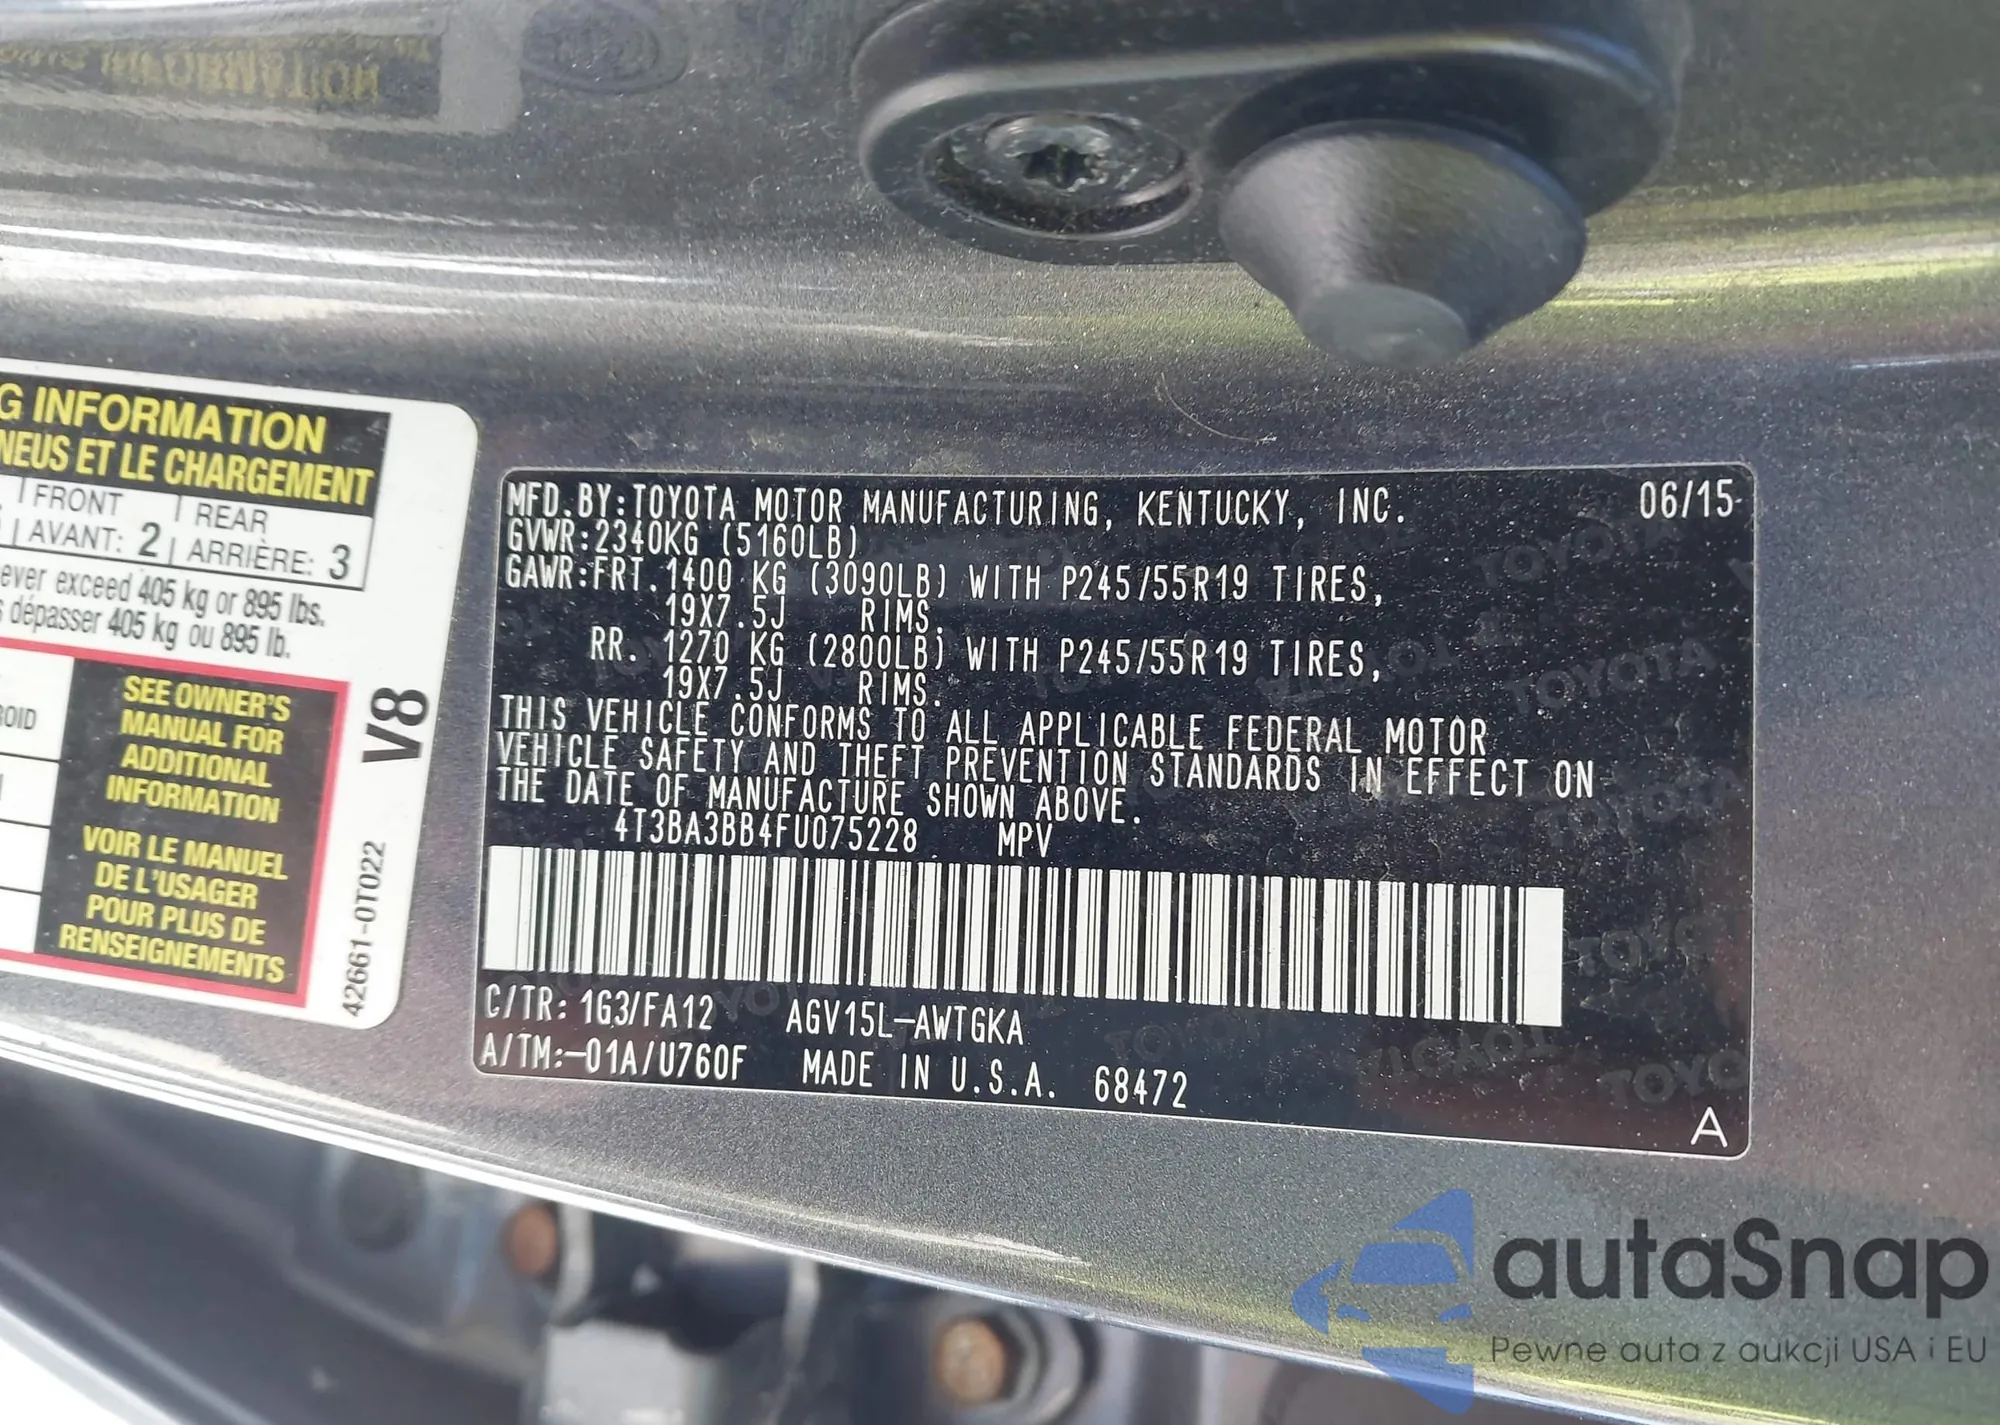 G INFORMATION
NEUS ET LE CHARGEMENT
FRONT | REAR
AVANT: 2 | ARRIÈRE: 3
ever exceed 405 kg or 895 lbs.
dépasser 405 kg ou 895 lb.
SEE OWNER'S
MANUAL FOR
ADDITIONAL
INFORMATION
VOIR LE MANUEL
DE L'USAGER
POUR PLUS DE
RENSEIGNEMENTS
V8
42661-0T022
MFD.BY:TOYOTA MOTOR MANUFACTURING, KENTUCKY, INC. 06/15
GVWR:2340KG (5160LB)
GAWR:FRT.1400 KG (3090LB) WITH P245/55R19 TIRES,
19X7.5J RIMS.
RR. 1270 KG (2800LB) WITH P245/55R19 TIRES,
19X7.5J RIMS.
THIS VEHICLE CONFORMS TO ALL APPLICABLE FEDERAL MOTOR
VEHICLE SAFETY AND THEFT PREVENTION STANDARDS IN EFFECT ON
THE DATE OF MANUFACTURE SHOWN ABOVE.
4T3BA3BB4FU075228 MPV
C/TR: 1G3/FA12 AGV15L-AWTGKA
A/TM:-01A/U760F MADE IN U.S.A. 68472
A
autaSnap
Pewne auta z aukcji USA i EU